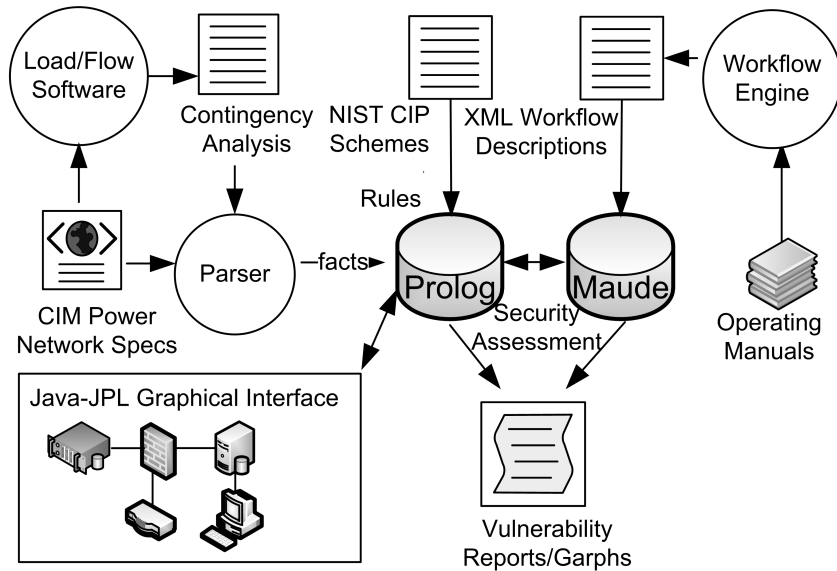 Load/Flow
Software
Contingency
Analysis
NIST CIP
Schemes
XML Workflow
Descriptions
Workflow
Engine
Rules
Parser
facts
Prolog
Maude
CIM Power
Network Specs
Security
Assessment
Operating
Manuals
Java-JPL Graphical Interface
Vulnerability
Reports/Garphs